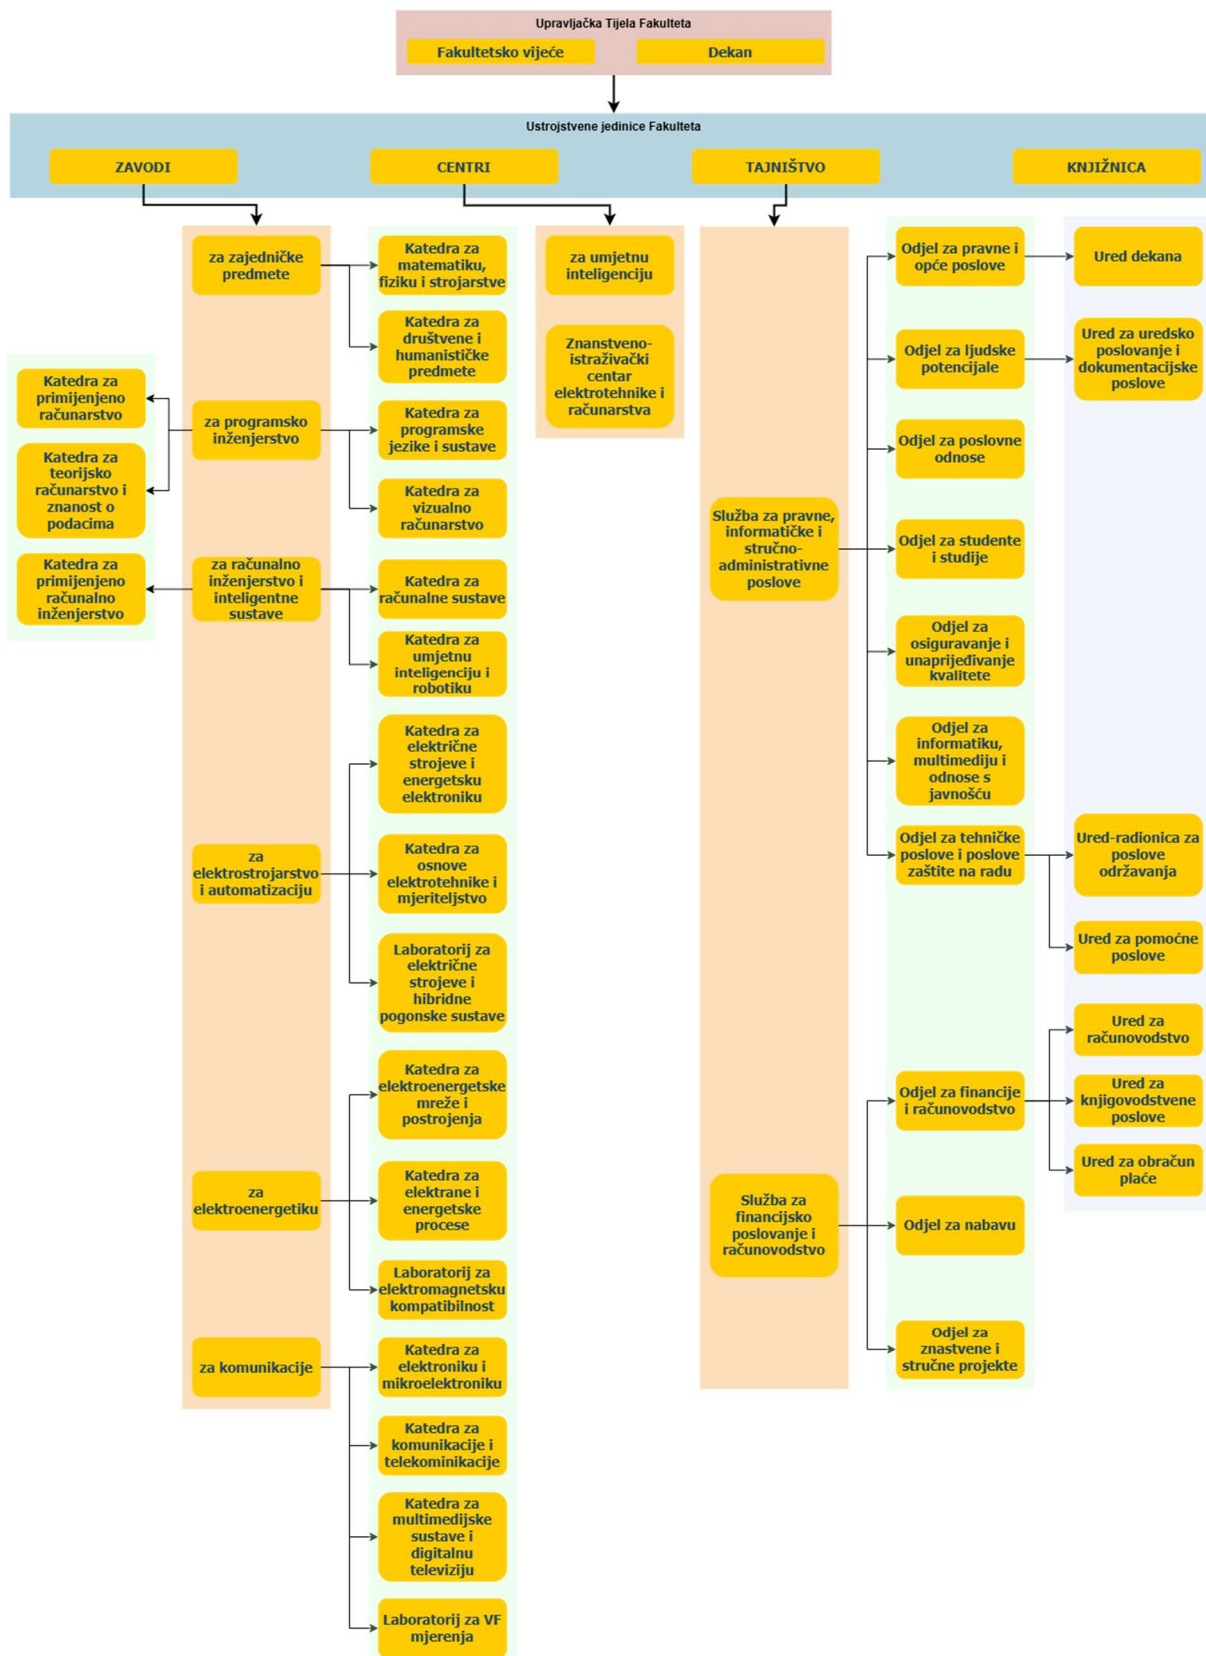 Upravljačka Tijela Fakulteta
Fakultetsko vijeće
Dekan
Ustrojstvene jedinice Fakulteta
ZAVODI
CENTRI
TAJNIŠTVO
KNJIŽNICA
za zajedničke
predmete
Katedra za
matematiku,
fiziku i strojarstve
Katedra za
društvene i
humanističke
predmete
Katedra za
primijenjeno
računarstvo
Katedra za
teorijsko
računarstvo i
znanost o
podacima
za programsko
inženjerstvo
Katedra za
programske
jezike i sustave
Katedra za
vizualno
računarstvo
Katedra za
primijenjeno
računalno
inženjerstvo
za računalno
inženjerstvo i
inteligentne
sustave
Katedra za
računalne sustave
Katedra za
umjetnu
inteligenciju i
robotiku
za
elektrostrojarstvo
i automatizaciju
Katedra za
električne
strojeve i
energetsku
elektroniku
Katedra za
osnove
elektrotehnike i
mjeriteljstvo
Laboratorij za
električne
strojeve i
hibridne
pogonske sustave
za
elektroenergetiku
Katedra za
elektroenergetske
mreže i
postrojenja
Katedra za
elektrane i
energetske
procese
Laboratorij za
elektromagnetsku
kompatibilnost
za komunikacije
Katedra za
elektroniku i
mikroelektroniku
Katedra za
komunikacije i
telekominikacije
Katedra za
multimedijske
sustave i
digitalnu
televiziju
Laboratorij za VF
mjerenja
za umjetnu
inteligenciju
Znanstveno-
istraživački
centar
elektrotehnike i
računarstva
Služba za pravne,
informatičke i
stručno-
administrativne
poslove
Odjel za pravne i
opće poslove
Ured dekana
Odjel za ljudske
potencijale
Ured za uredsko
poslovanje i
dokumentacijske
poslove
Odjel za poslovne
odnose
Odjel za studente
i studije
Odjel za
osiguravanje i
unaprijeđivanje
kvalitete
Odjel za
informatiku,
multimediju i
odnose s
javnošću
Odjel za tehničke
poslove i poslove
zaštite na radu
Ured-radionica za
poslove
održavanja
Ured za pomoćne
poslove
Služba za
financijsko
poslovanje i
računovodstvo
Odjel za financije
i računovodstvo
Ured za
računovodstvo
Ured za
knjigovodstvene
poslove
Ured za obračun
plaće
Odjel za nabavu
Odjel za
znastvene i
stručne projekte